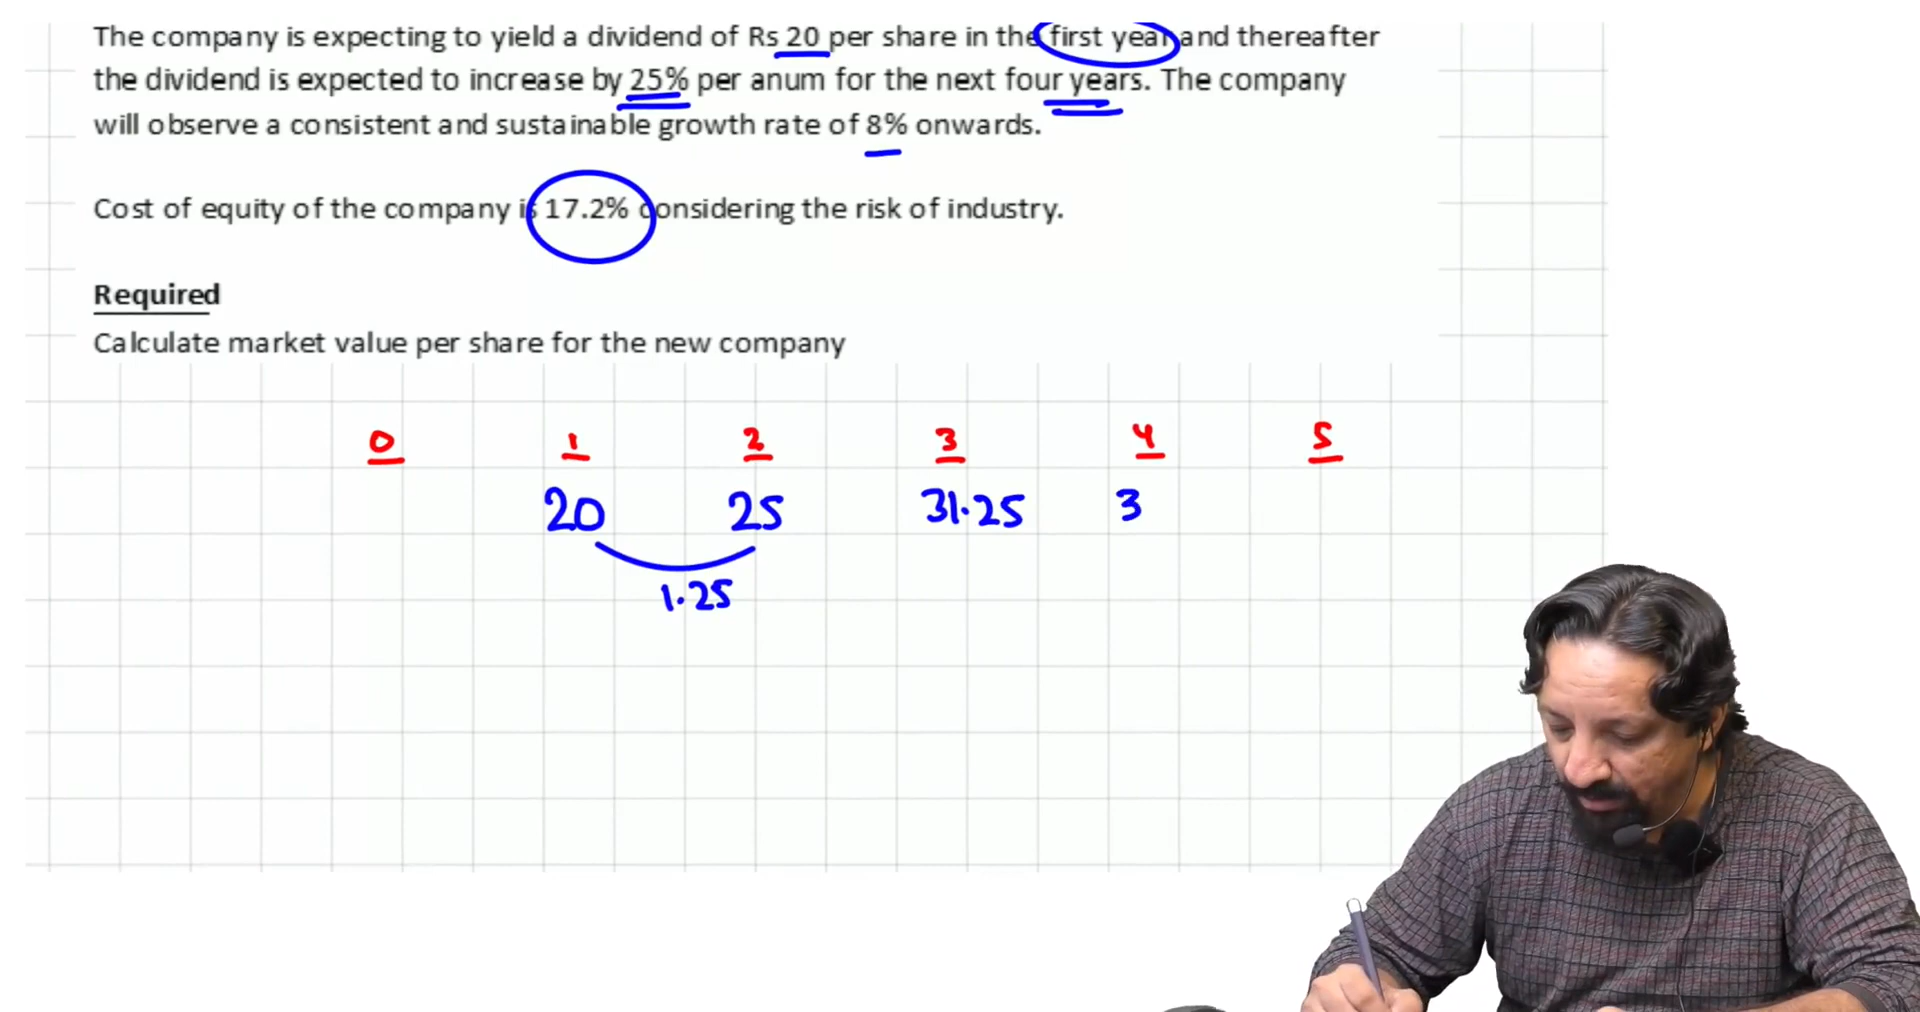 The company is expecting to yield a dividend of Rs 20 per share in the first year and thereafter
the dividend is expected to increase by 25% per anum for the next four years. The company
will observe a consistent and sustainable growth rate of 8% onwards.
Cost of equity of the company is 17.2% considering the risk of industry.
Required
Calculate market value per share for the new company
0 1 2 3 4 5
20 25 31.25 3
1.25